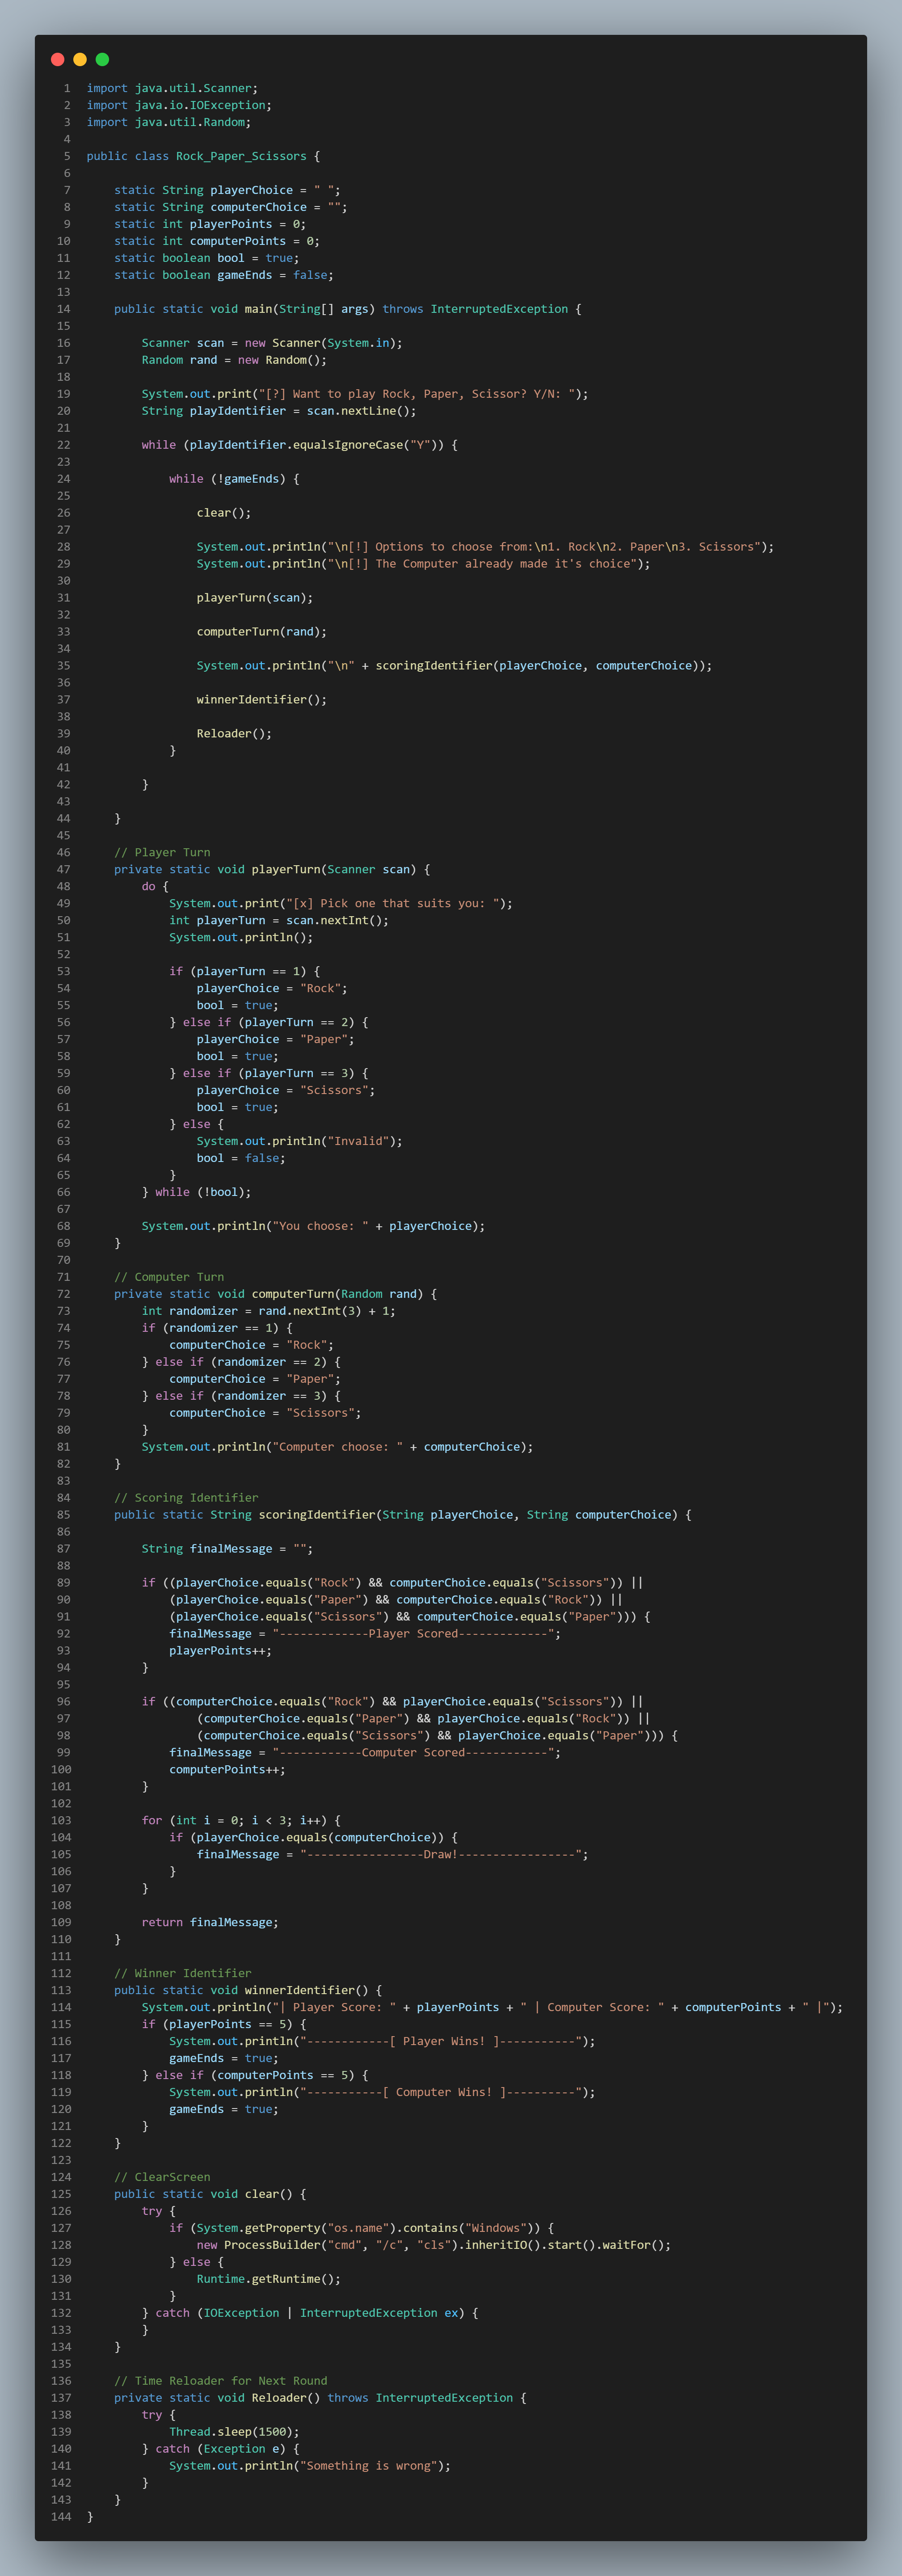 1 import java.util.Scanner;
2 import java.io.IOException;
3 import java.util.Random;
4
5 public class Rock_Paper_Scissors {
6
7     static String playerChoice = " ";
8     static String computerChoice = "";
9     static int playerPoints = 0;
10     static int computerPoints = 0;
11     static boolean bool = true;
12     static boolean gameEnds = false;
13
14     public static void main(String[] args) throws InterruptedException {
15
16         Scanner scan = new Scanner(System.in);
17         Random rand = new Random();
18
19         System.out.print("[?] Want to play Rock, Paper, Scissor? Y/N: ");
20         String playIdentifier = scan.nextLine();
21
22         while (playIdentifier.equalsIgnoreCase("Y")) {
23
24             while (!gameEnds) {
25
26                 clear();
27
28                 System.out.println("\n[!] Options to choose from:\n1. Rock\n2. Paper\n3. Scissors");
29                 System.out.println("\n[!] The Computer already made it's choice");
30
31                 playerTurn(scan);
32
33                 computerTurn(rand);
34
35                 System.out.println("\n" + scoringIdentifier(playerChoice, computerChoice));
36
37                 winnerIdentifier();
38
39                 Reloader();
40             }
41
42         }
43
44     }
45
46     // Player Turn
47     private static void playerTurn(Scanner scan) {
48         do {
49             System.out.print("[x] Pick one that suits you: ");
50             int playerTurn = scan.nextInt();
51             System.out.println();
52
53             if (playerTurn == 1) {
54                 playerChoice = "Rock";
55                 bool = true;
56             } else if (playerTurn == 2) {
57                 playerChoice = "Paper";
58                 bool = true;
59             } else if (playerTurn == 3) {
60                 playerChoice = "Scissors";
61                 bool = true;
62             } else {
63                 System.out.println("Invalid");
64                 bool = false;
65             }
66         } while (!bool);
67
68         System.out.println("You choose: " + playerChoice);
69     }
70
71     // Computer Turn
72     private static void computerTurn(Random rand) {
73         int randomizer = rand.nextInt(3) + 1;
74         if (randomizer == 1) {
75             computerChoice = "Rock";
76         } else if (randomizer == 2) {
77             computerChoice = "Paper";
78         } else if (randomizer == 3) {
79             computerChoice = "Scissors";
80         }
81         System.out.println("Computer choose: " + computerChoice);
82     }
83
84     // Scoring Identifier
85     public static String scoringIdentifier(String playerChoice, String computerChoice) {
86
87         String finalMessage = "";
88
89         if ((playerChoice.equals("Rock") && computerChoice.equals("Scissors")) ||
90             (playerChoice.equals("Paper") && computerChoice.equals("Rock")) ||
91             (playerChoice.equals("Scissors") && computerChoice.equals("Paper"))) {
92             finalMessage = "-------------Player Scored-------------";
93             playerPoints++;
94         }
95
96         if ((computerChoice.equals("Rock") && playerChoice.equals("Scissors")) ||
97                 (computerChoice.equals("Paper") && playerChoice.equals("Rock")) ||
98                 (computerChoice.equals("Scissors") && playerChoice.equals("Paper"))) {
99             finalMessage = "------------Computer Scored------------";
100             computerPoints++;
101         }
102
103         for (int i = 0; i < 3; i++) {
104             if (playerChoice.equals(computerChoice)) {
105                 finalMessage = "-----------------Draw!-----------------";
106             }
107         }
108
109         return finalMessage;
110     }
111
112     // Winner Identifier
113     public static void winnerIdentifier() {
114         System.out.println("| Player Score: " + playerPoints + " | Computer Score: " + computerPoints + " |");
115         if (playerPoints == 5) {
116             System.out.println("------------[ Player Wins! ]-----------");
117             gameEnds = true;
118         } else if (computerPoints == 5) {
119             System.out.println("-----------[ Computer Wins! ]----------");
120             gameEnds = true;
121         }
122     }
123
124     // ClearScreen
125     public static void clear() {
126         try {
127             if (System.getProperty("os.name").contains("Windows")) {
128                 new ProcessBuilder("cmd", "/c", "cls").inheritIO().start().waitFor();
129             } else {
130                 Runtime.getRuntime();
131             }
132         } catch (IOException | InterruptedException ex) {
133         }
134     }
135
136     // Time Reloader for Next Round
137     private static void Reloader() throws InterruptedException {
138         try {
139             Thread.sleep(1500);
140         } catch (Exception e) {
141             System.out.println("Something is wrong");
142         }
143     }
144 }